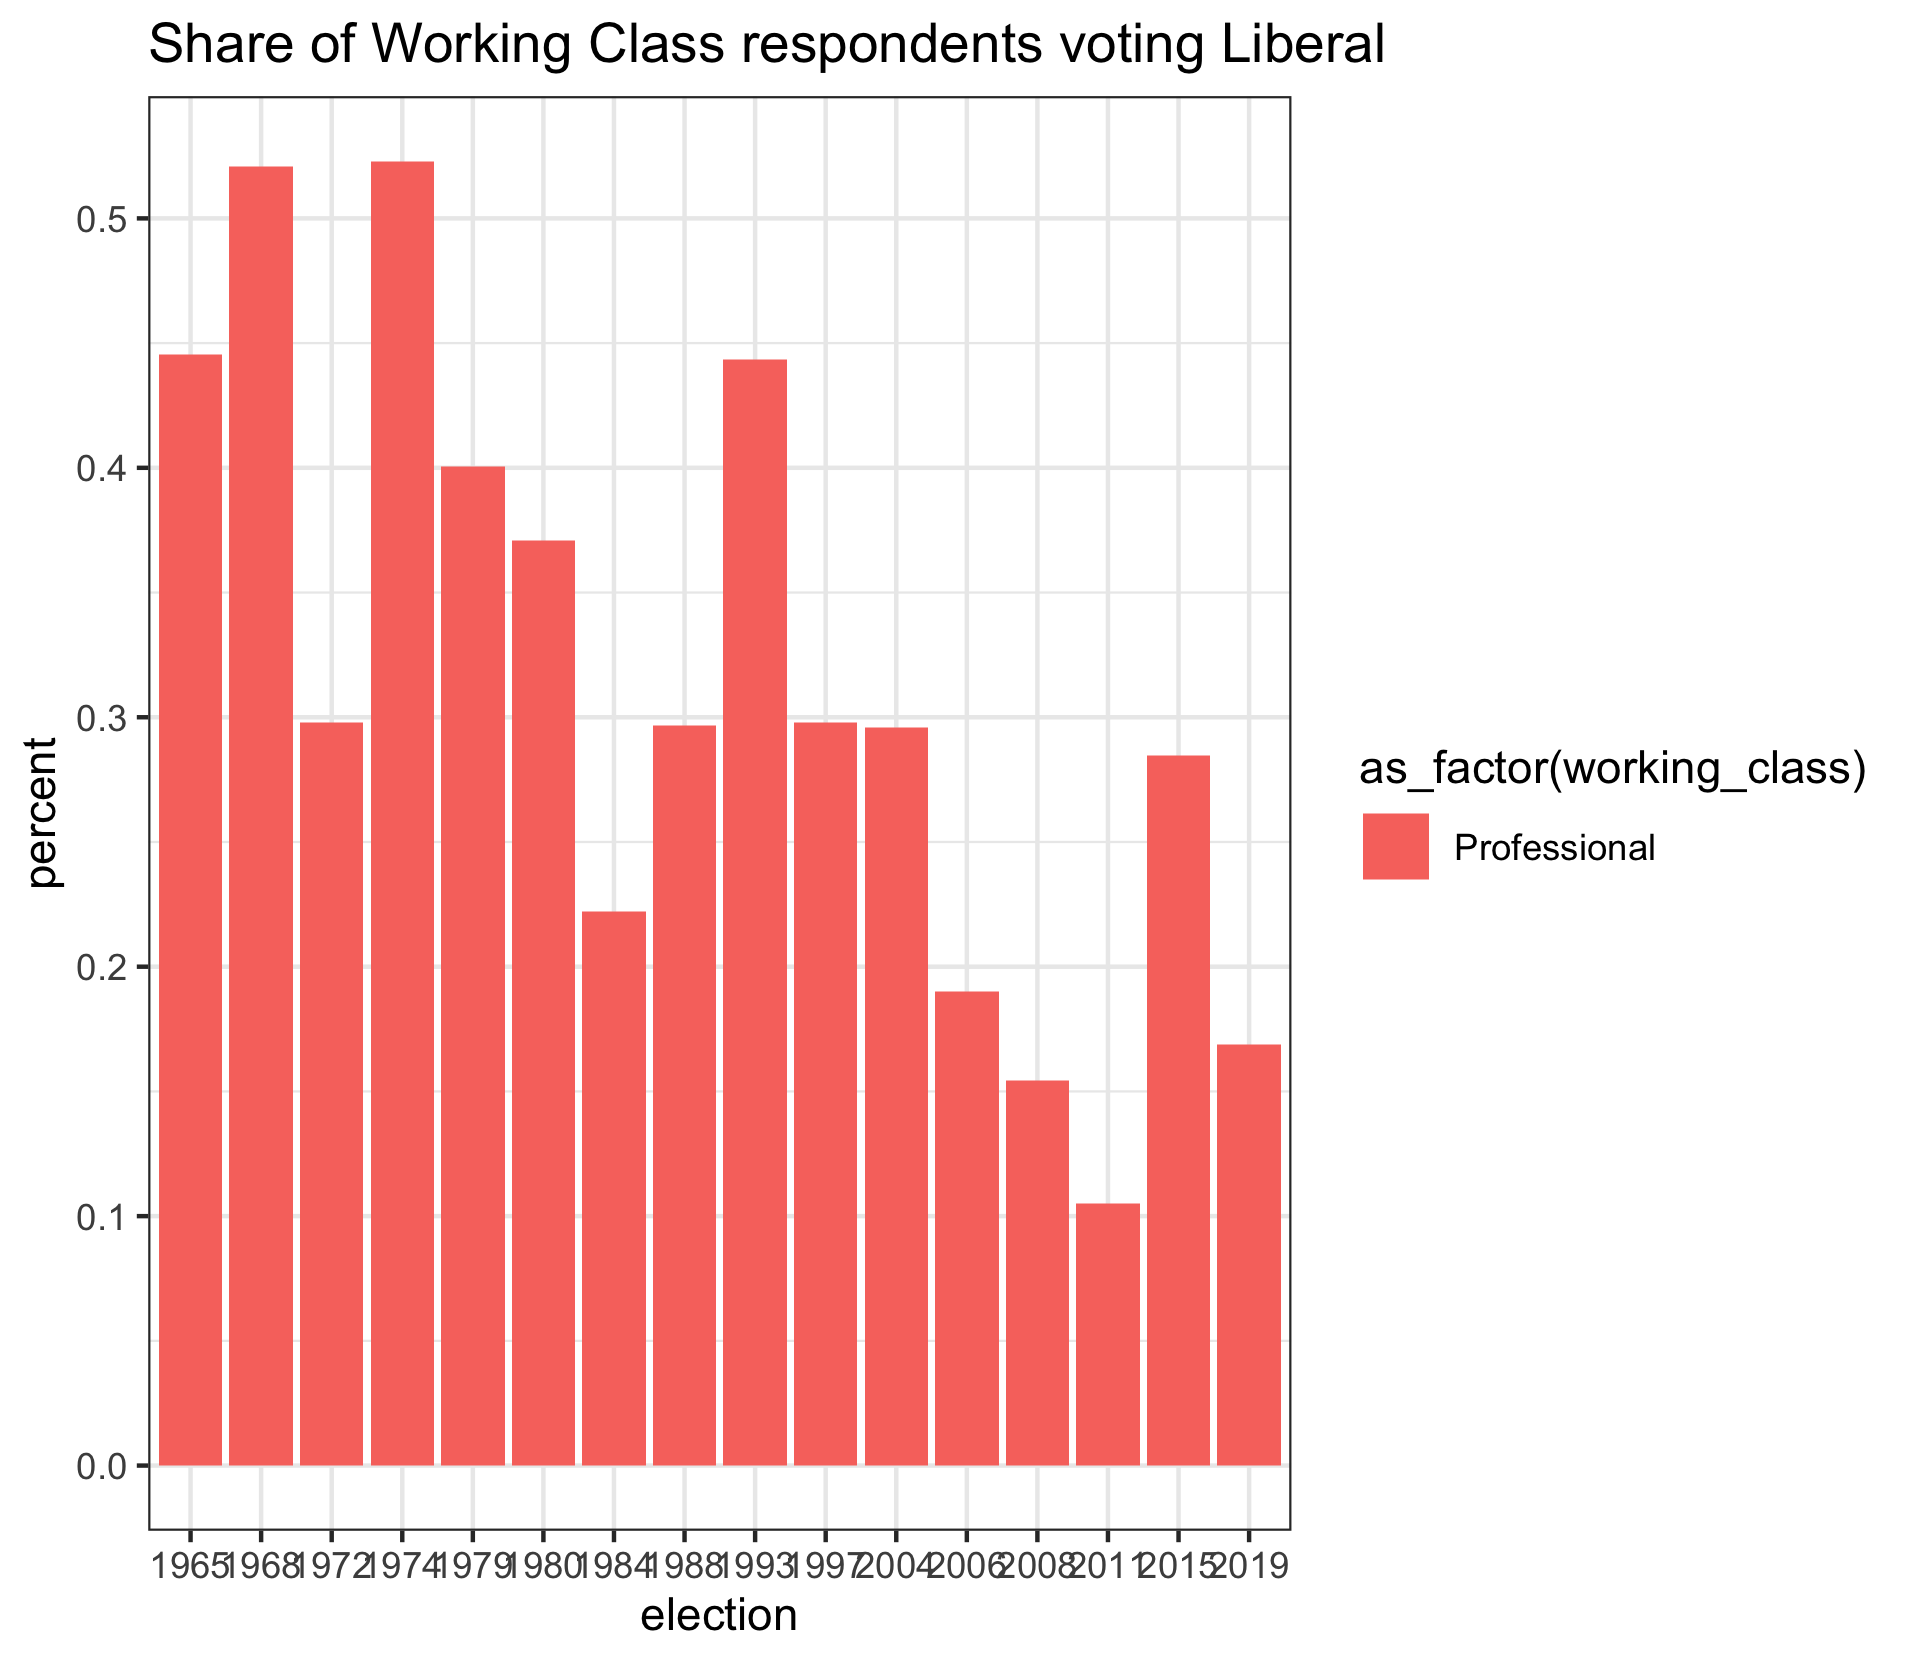 Share of Working Class respondents voting Liberal
0.5
0.4
0.3
0.2
0.1
0.0
percent
1965 1968 1972 1974 1979 1980 1984 1988 1993 1997 2004 2006 2008 2011 2015 2019
election
as_factor(working_class)
Professional